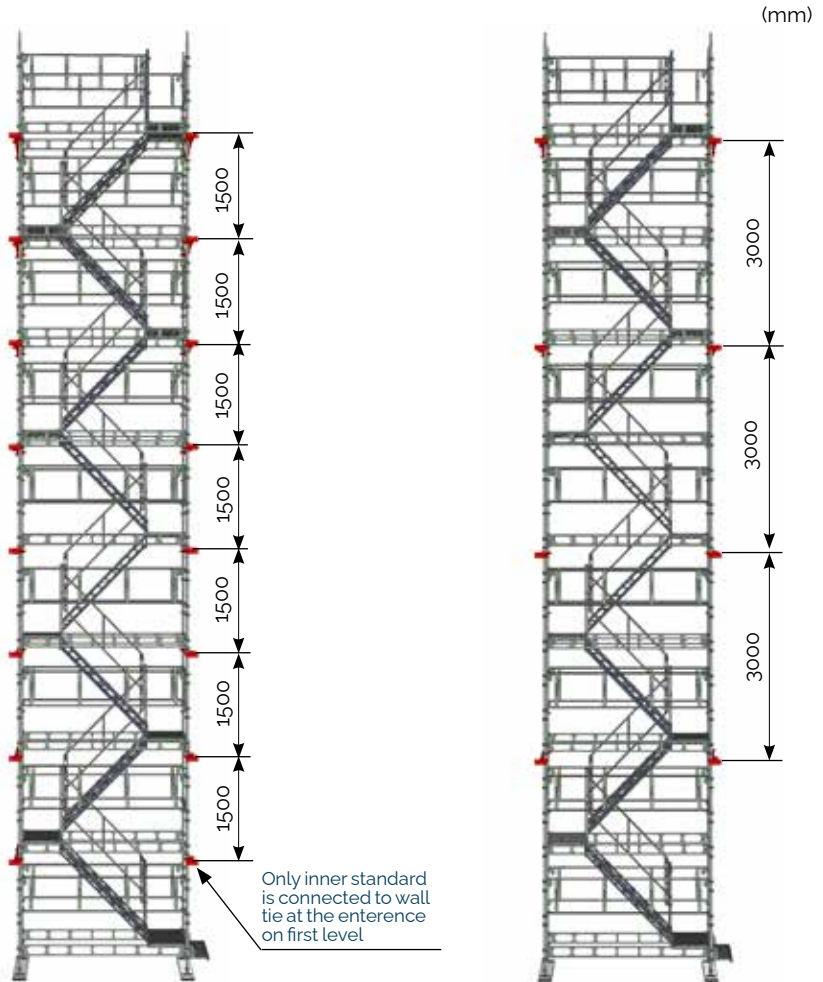 (mm)
1500
1500
1500
1500
1500
1500
1500
3000
3000
3000
Only inner standard
is connected to wall
tie at the enterence
on first level